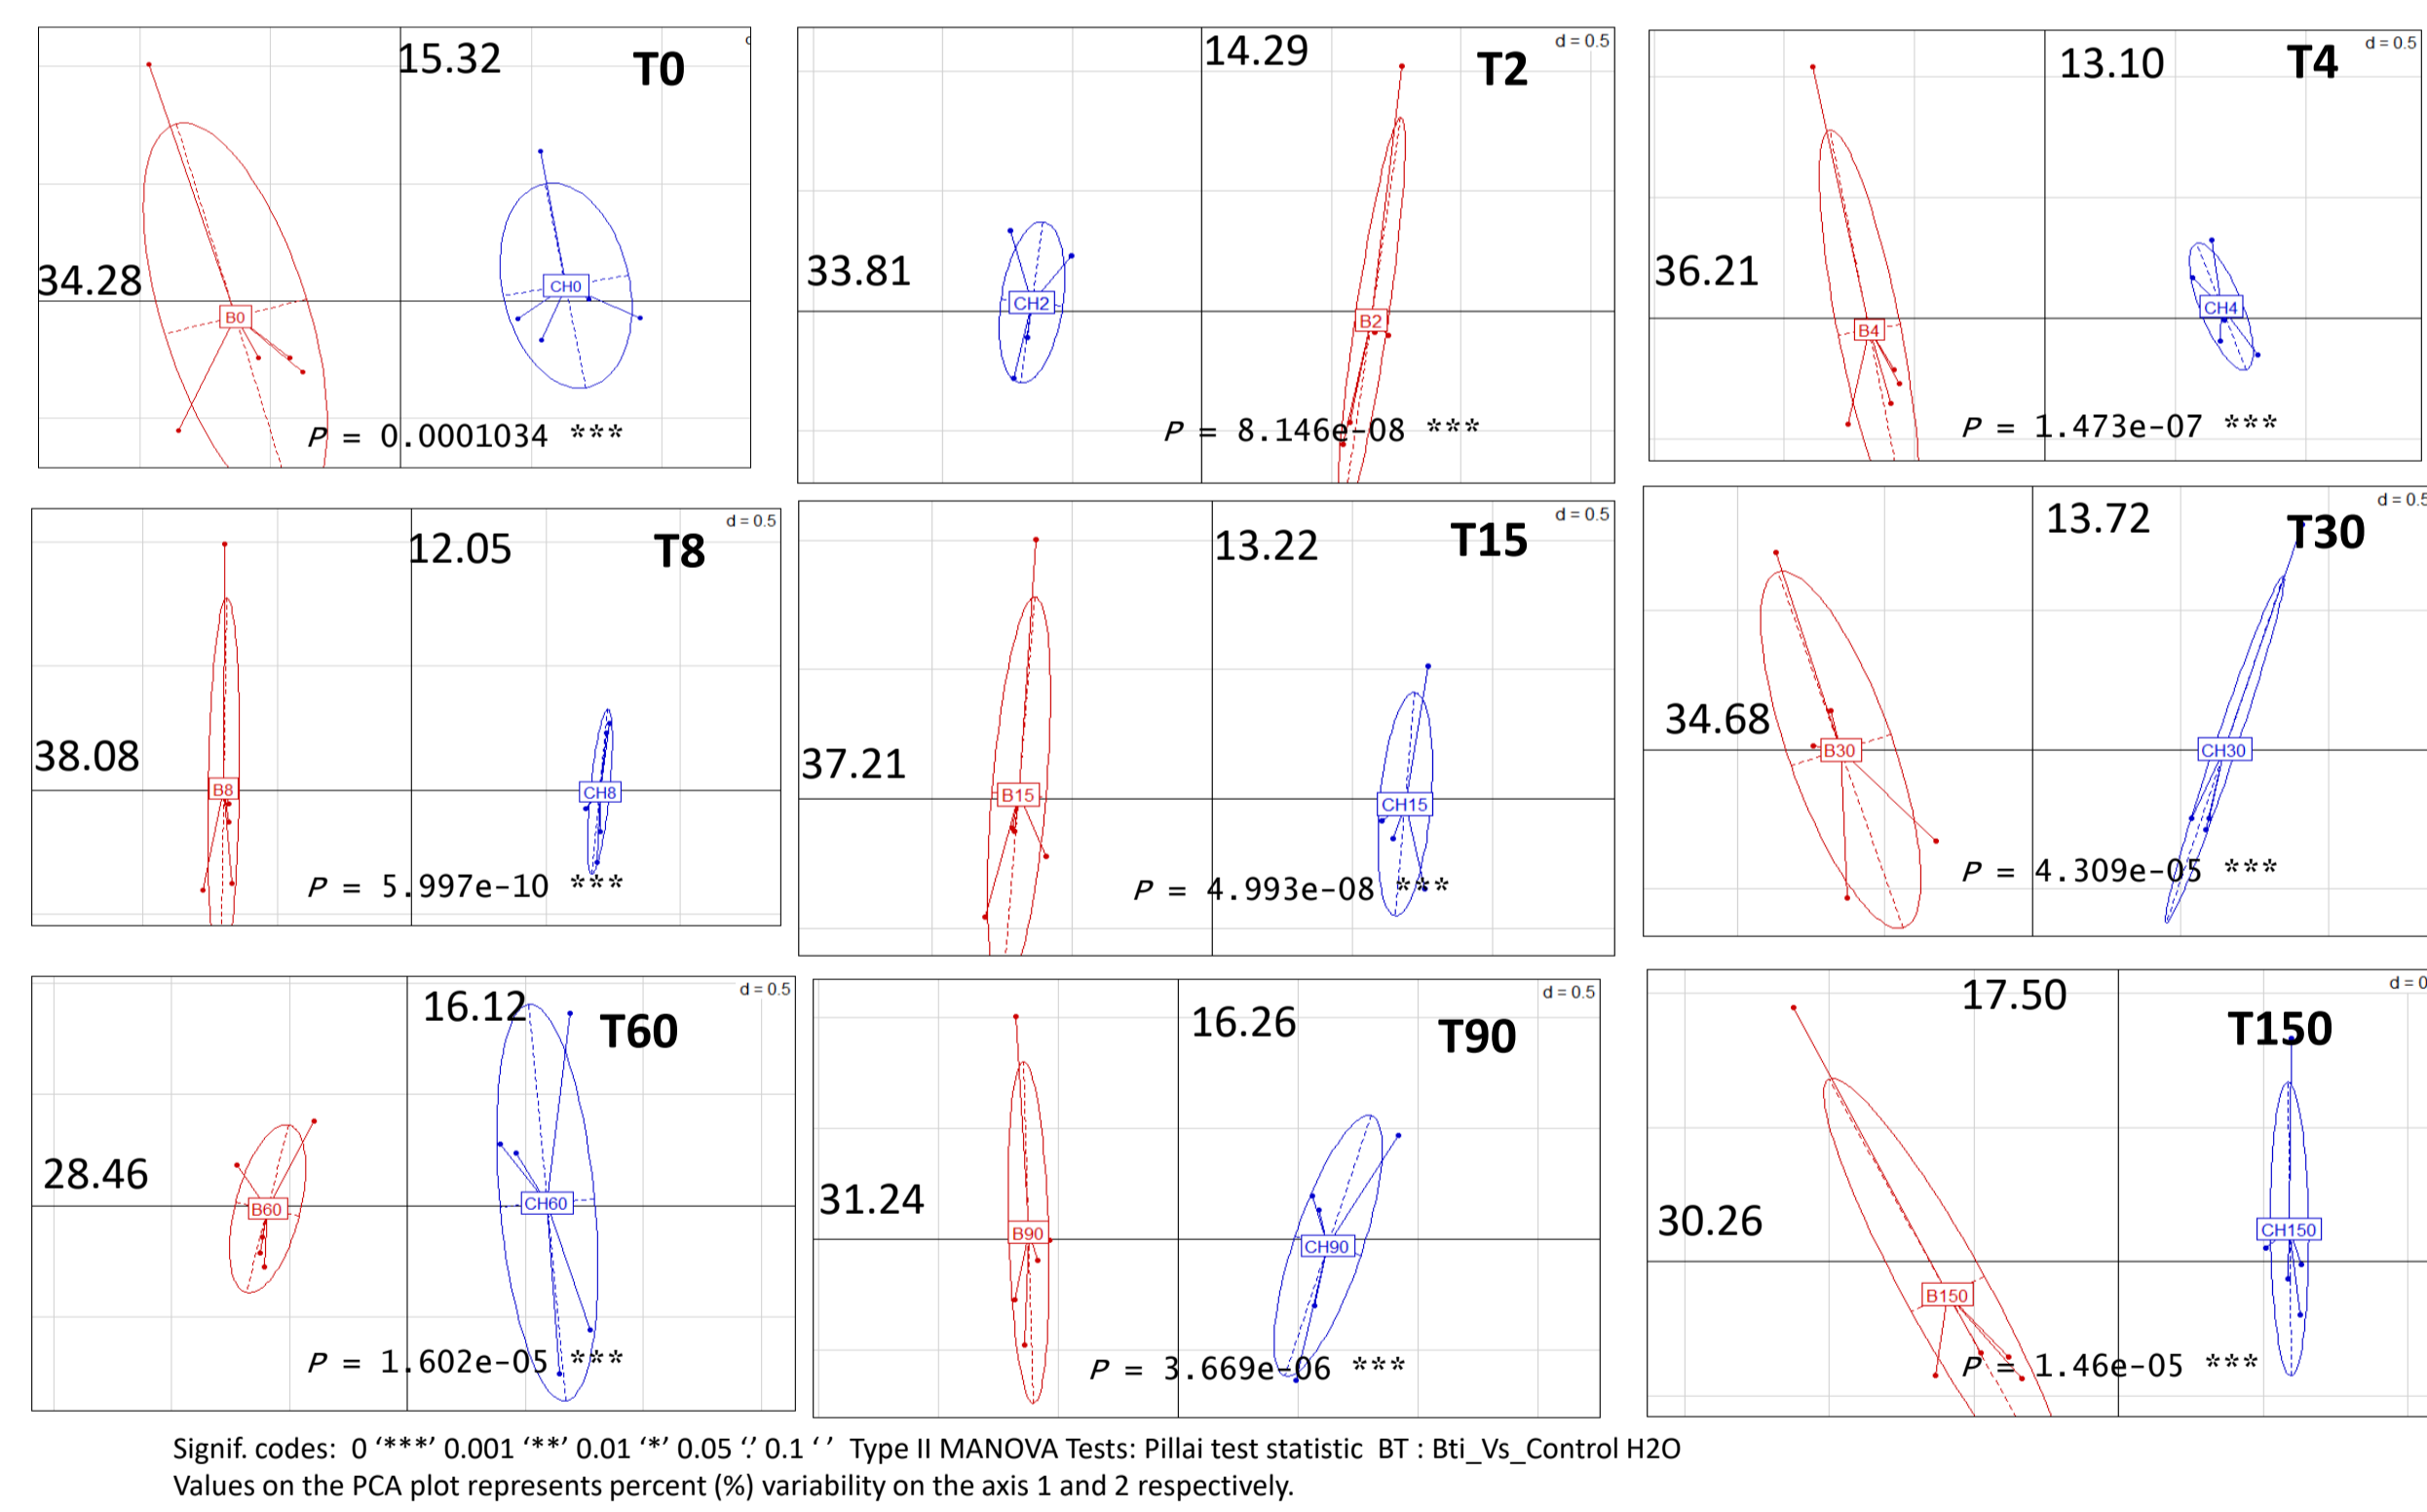 15.32
T0
34.28
B0
CH0
P = 0.0001034 ***
14.29
d = 0.5
T2
33.81
CH2
B2
P = 8.146e-08 ***
13.10
d = 0.5
T4
36.21
B4
CH4
P = 1.473e-07 ***
12.05
d = 0.5
T8
38.08
B8
CH8
P = 5.997e-10 ***
13.22
d = 0.5
T15
37.21
B15
CH15
P = 4.993e-08 ***
13.72
d = 0.5
T30
34.68
B30
CH30
P = 4.309e-05 ***
16.12
d = 0.5
T60
28.46
B60
CH60
P = 1.602e-05 ***
16.26
d = 0.5
T90
31.24
B90
CH90
P = 3.669e-06 ***
17.50
d = 0
T150
30.26
CH150
B150
P = 1.46e-05 ***
Signif. codes: 0 ‘***’ 0.001 ‘**’ 0.01 ‘*’ 0.05 ‘.’ 0.1 ‘ ’ Type II MANOVA Tests: Pillai test statistic BT : Bti_Vs_Control H2O
Values on the PCA plot represents percent (%) variability on the axis 1 and 2 respectively.